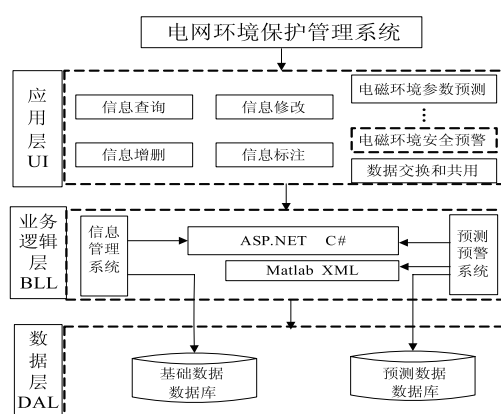 电网环境保护管理系统
应
用
层
UI
信息查询
信息修改
电磁环境参数预测
电磁环境安全预警
信息增删
信息标注
数据交换和共用
业务
逻辑
层
BLL
信息
管理
系统
ASP.NET C#
Matlab XML
预测
预警
系统
数
据
层
DAL
基础数据
数据库
预测数据
数据库